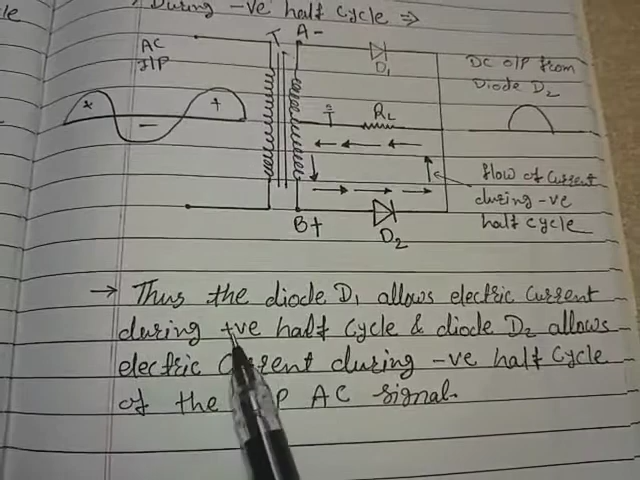 During -ve half Cycle ⇒
cle
T A-
AC
I/P
D1
DC O/P from
Diode D2
+ - +
RL
flow of current
during -ve
half cycle
B+
D2
→ Thus the diode D1 allows electric current
during +ve half cycle & diode D2 allows
electric current during -ve half cycle
of the P AC signal.